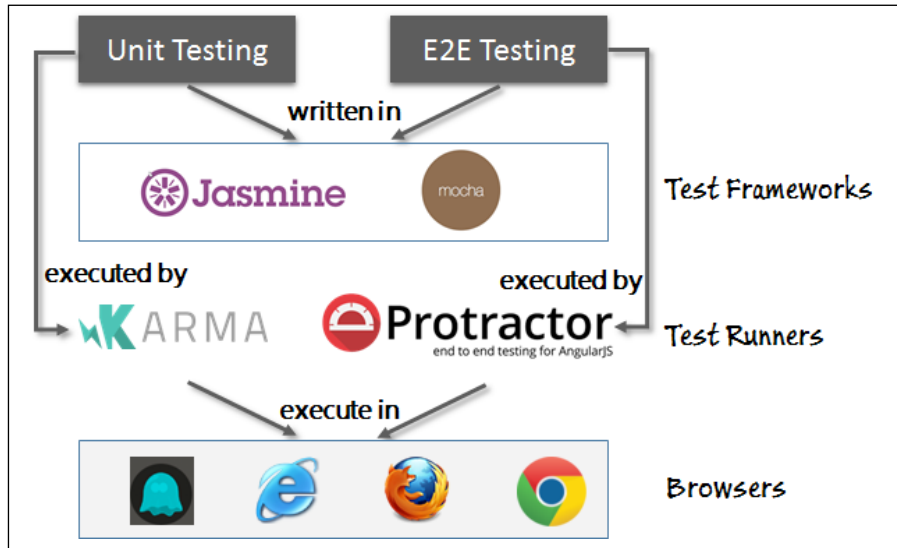 Unit Testing
E2E Testing
written in
Jasmine
mocha
Test Frameworks
executed by
executed by
KARMA
Protractor
end to end testing for AngularJS
Test Runners
execute in
Browsers